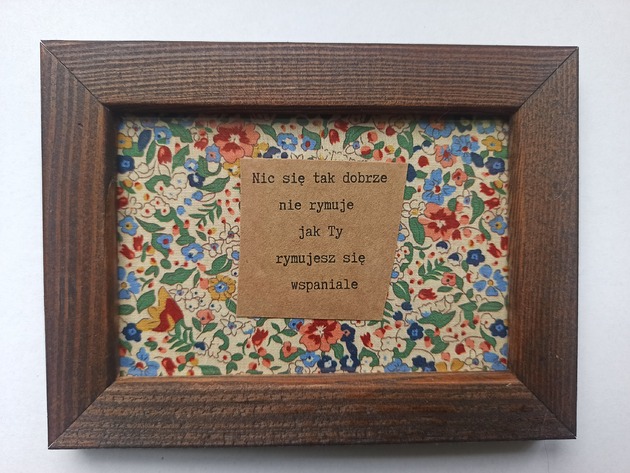 Nic się tak dobrze
nie rymuje
jak Ty
rymujesz się
wspaniale